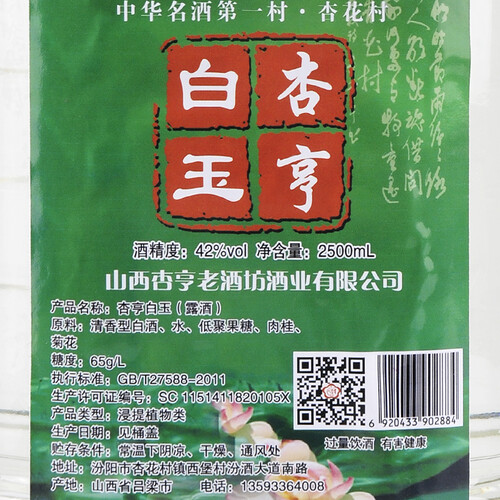 中华名酒第一村·杏花村
杏亨
白玉
酒精度：42%vol 净含量：2500mL
山西杏亨老酒坊酒业有限公司
产品名称：杏亨白玉（露酒）
原料：清香型白酒、水、低聚果糖、肉桂、
菊花
糖度：65g/L
执行标准：GB/T27588-2011
生产许可证编号：SC 1151411820105X
产品类型：浸提植物类
生产日期：见桶盖
贮存条件：常温下阴凉、干燥、通风处
地址：汾阳市杏花村镇西堡村汾酒大道南路
产地：山西省吕梁市 电话：13593364008
6 920433 902884
过量饮酒 有害健康